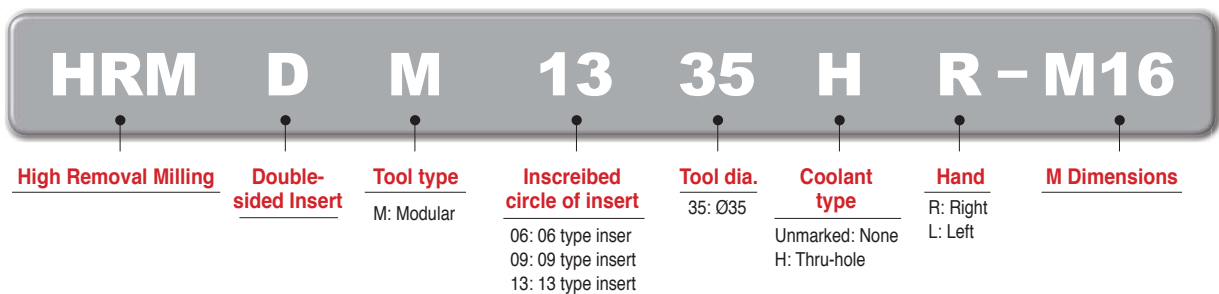 HRM D M 13 35 H R – M16
High Removal Milling
Double-
sided Insert
Tool type
M: Modular
Inscreibed
circle of insert
06: 06 type inser
09: 09 type insert
13: 13 type insert
Tool dia.
35: Ø35
Coolant
type
Unmarked: None
H: Thru-hole
Hand
R: Right
L: Left
M Dimensions